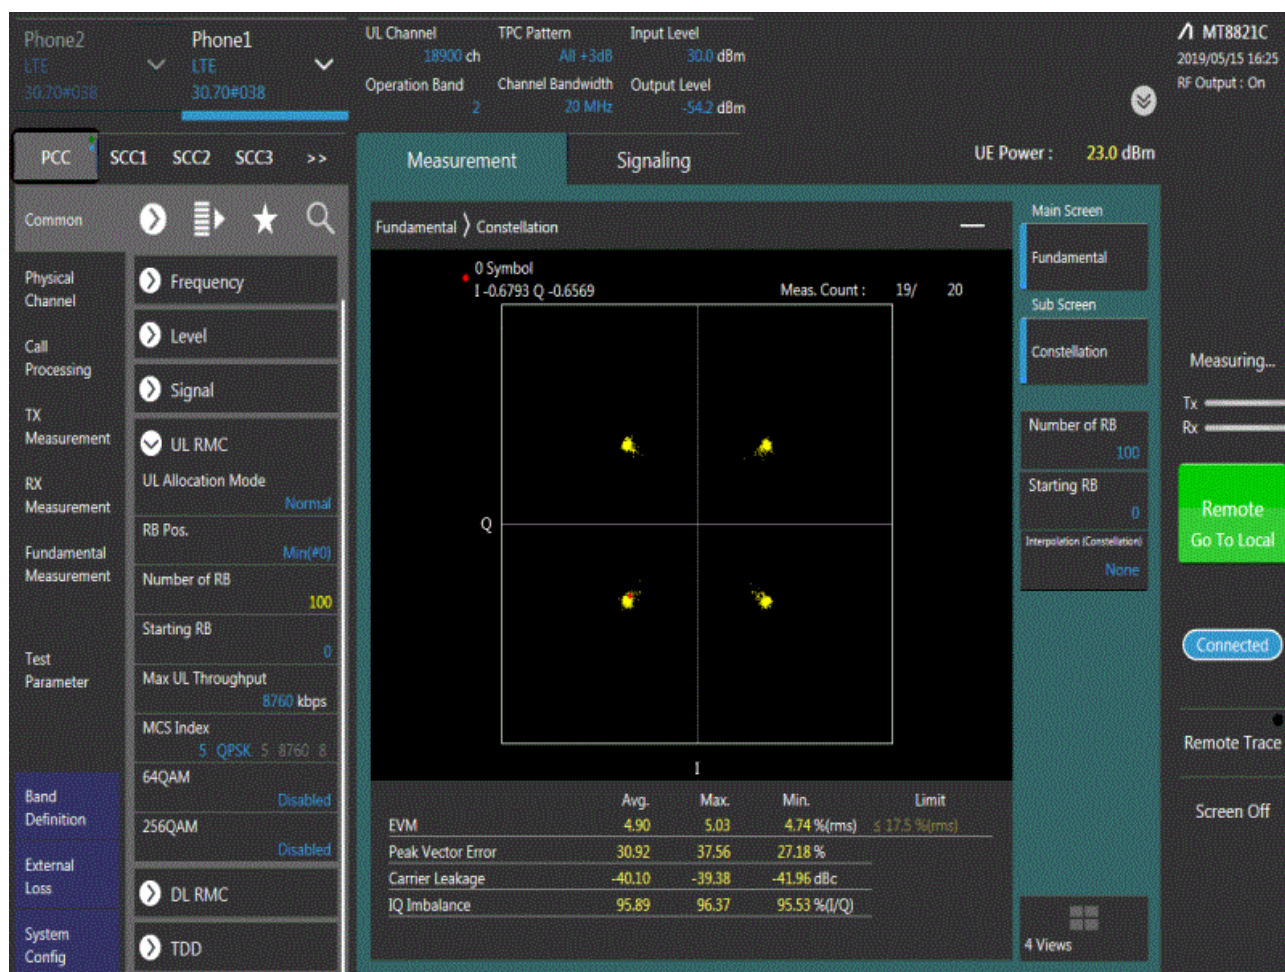 Phone2
LTE
30.70#038
Phone1
LTE
30.70#038
UL Channel
18900 ch
TPC Pattern
All +3dB
Input Level
30.0 dBm
Operation Band
2
Channel Bandwidth
20 MHz
Output Level
-54.2 dBm
MT8821C
2019/05/15 16:25
RF Output : On
PCC SCC1 SCC2 SCC3 >>
Measurement
Signaling
UE Power : 23.0 dBm
Common
Physical
Channel
Call
Processing
TX
Measurement
RX
Measurement
Fundamental
Measurement
Test
Parameter
Band
Definition
External
Loss
System
Config
Frequency
Level
Signal
UL RMC
UL Allocation Mode
Normal
RB Pos.
Min(#0)
Number of RB
100
Starting RB
0
Max UL Throughput
8760 kbps
MCS Index
5 QPSK 5 8760 8
64QAM
Disabled
256QAM
Disabled
DL RMC
TDD
Fundamental 〉Constellation
0 Symbol
I -0.6793 Q -0.6569
Meas. Count : 19/ 20
Q
I
Avg. Max. Min. Limit
EVM 4.90 5.03 4.74 %(rms) ≤ 17.5 %(rms)
Peak Vector Error 30.92 37.56 27.18 %
Carrier Leakage -40.10 -39.38 -41.96 dBc
IQ Imbalance 95.89 96.37 95.53 %(I/Q)
Main Screen
Fundamental
Sub Screen
Constellation
Number of RB
100
Starting RB
0
Interpolation (Constellation)
None
4 Views
Measuring...
Tx
Rx
Remote
Go To Local
Connected
Remote Trace
Screen Off